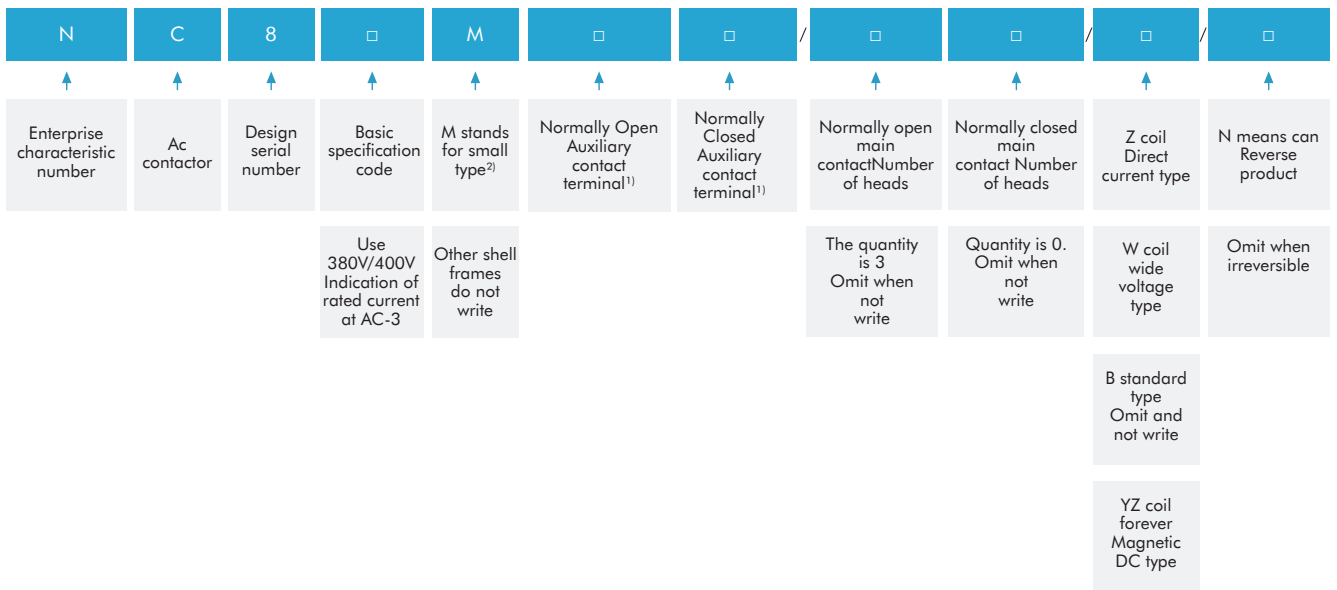 N C 8 □ M □ □ / □ □ / □ / □
Enterprise
characteristic
number
Ac
contactor
Design
serial
number
Basic
specification
code
M stands
for small
type2)
Normally Open
Auxiliary
contact
terminal1)
Normally
Closed
Auxiliary
contact
terminal1)
Normally open
main
contactNumber
of heads
Normally closed
main
contact Number
of heads
Z coil
Direct
current type
N means can
Reverse
product
Use
380V/400V
Indication of
rated current
at AC-3
Other shell
frames
do not
write
The quantity
is 3
Omit when
not
write
Quantity is 0.
Omit when
not
write
W coil
wide
voltage
type
Omit when
irreversible
B standard
type
Omit and
not write
YZ coil
forever
Magnetic
DC type